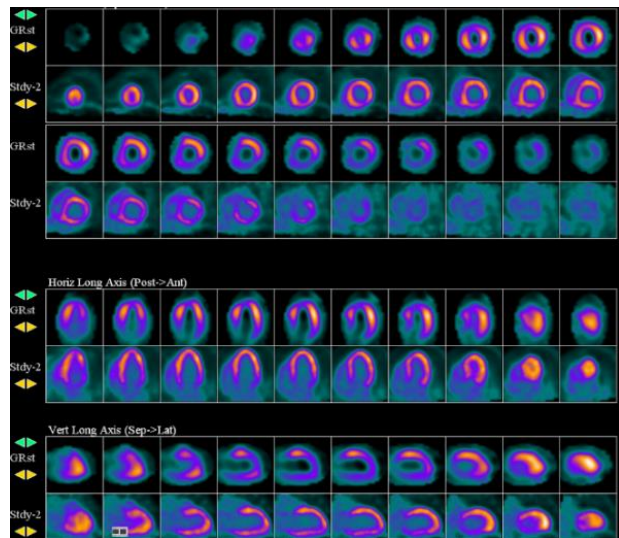 GRst
Stdy-2
GRst
Stdy-2
Horiz Long Axis (Post->Ant)
GRst
Stdy-2
Vert Long Axis (Sep->Lat)
GRst
Stdy-2